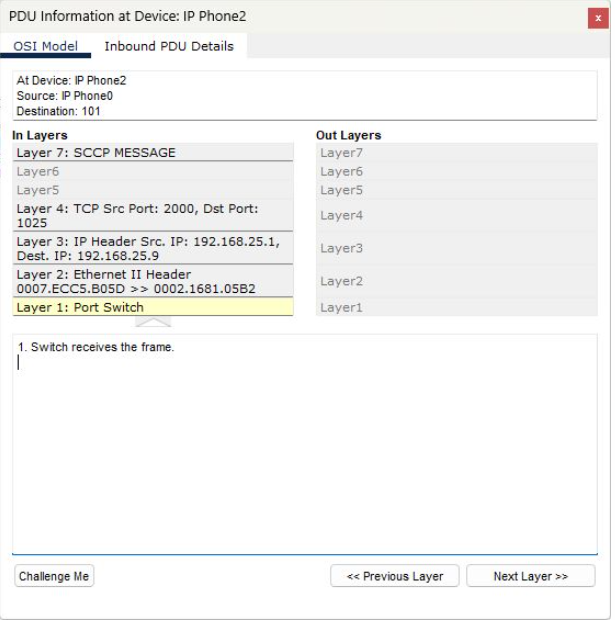 PDU Information at Device: IP Phone2
x
OSI Model
Inbound PDU Details
At Device: IP Phone2
Source: IP Phone0
Destination: 101
In Layers
Layer 7: SCCP MESSAGE
Layer6
Layer5
Layer 4: TCP Src Port: 2000, Dst Port:
1025
Layer 3: IP Header Src. IP: 192.168.25.1,
Dest. IP: 192.168.25.9
Layer 2: Ethernet II Header
0007.ECC5.B05D >> 0002.1681.05B2
Layer 1: Port Switch
Out Layers
Layer7
Layer6
Layer5
Layer4
Layer3
Layer2
Layer1
1. Switch receives the frame.
Challenge Me
<< Previous Layer
Next Layer >>